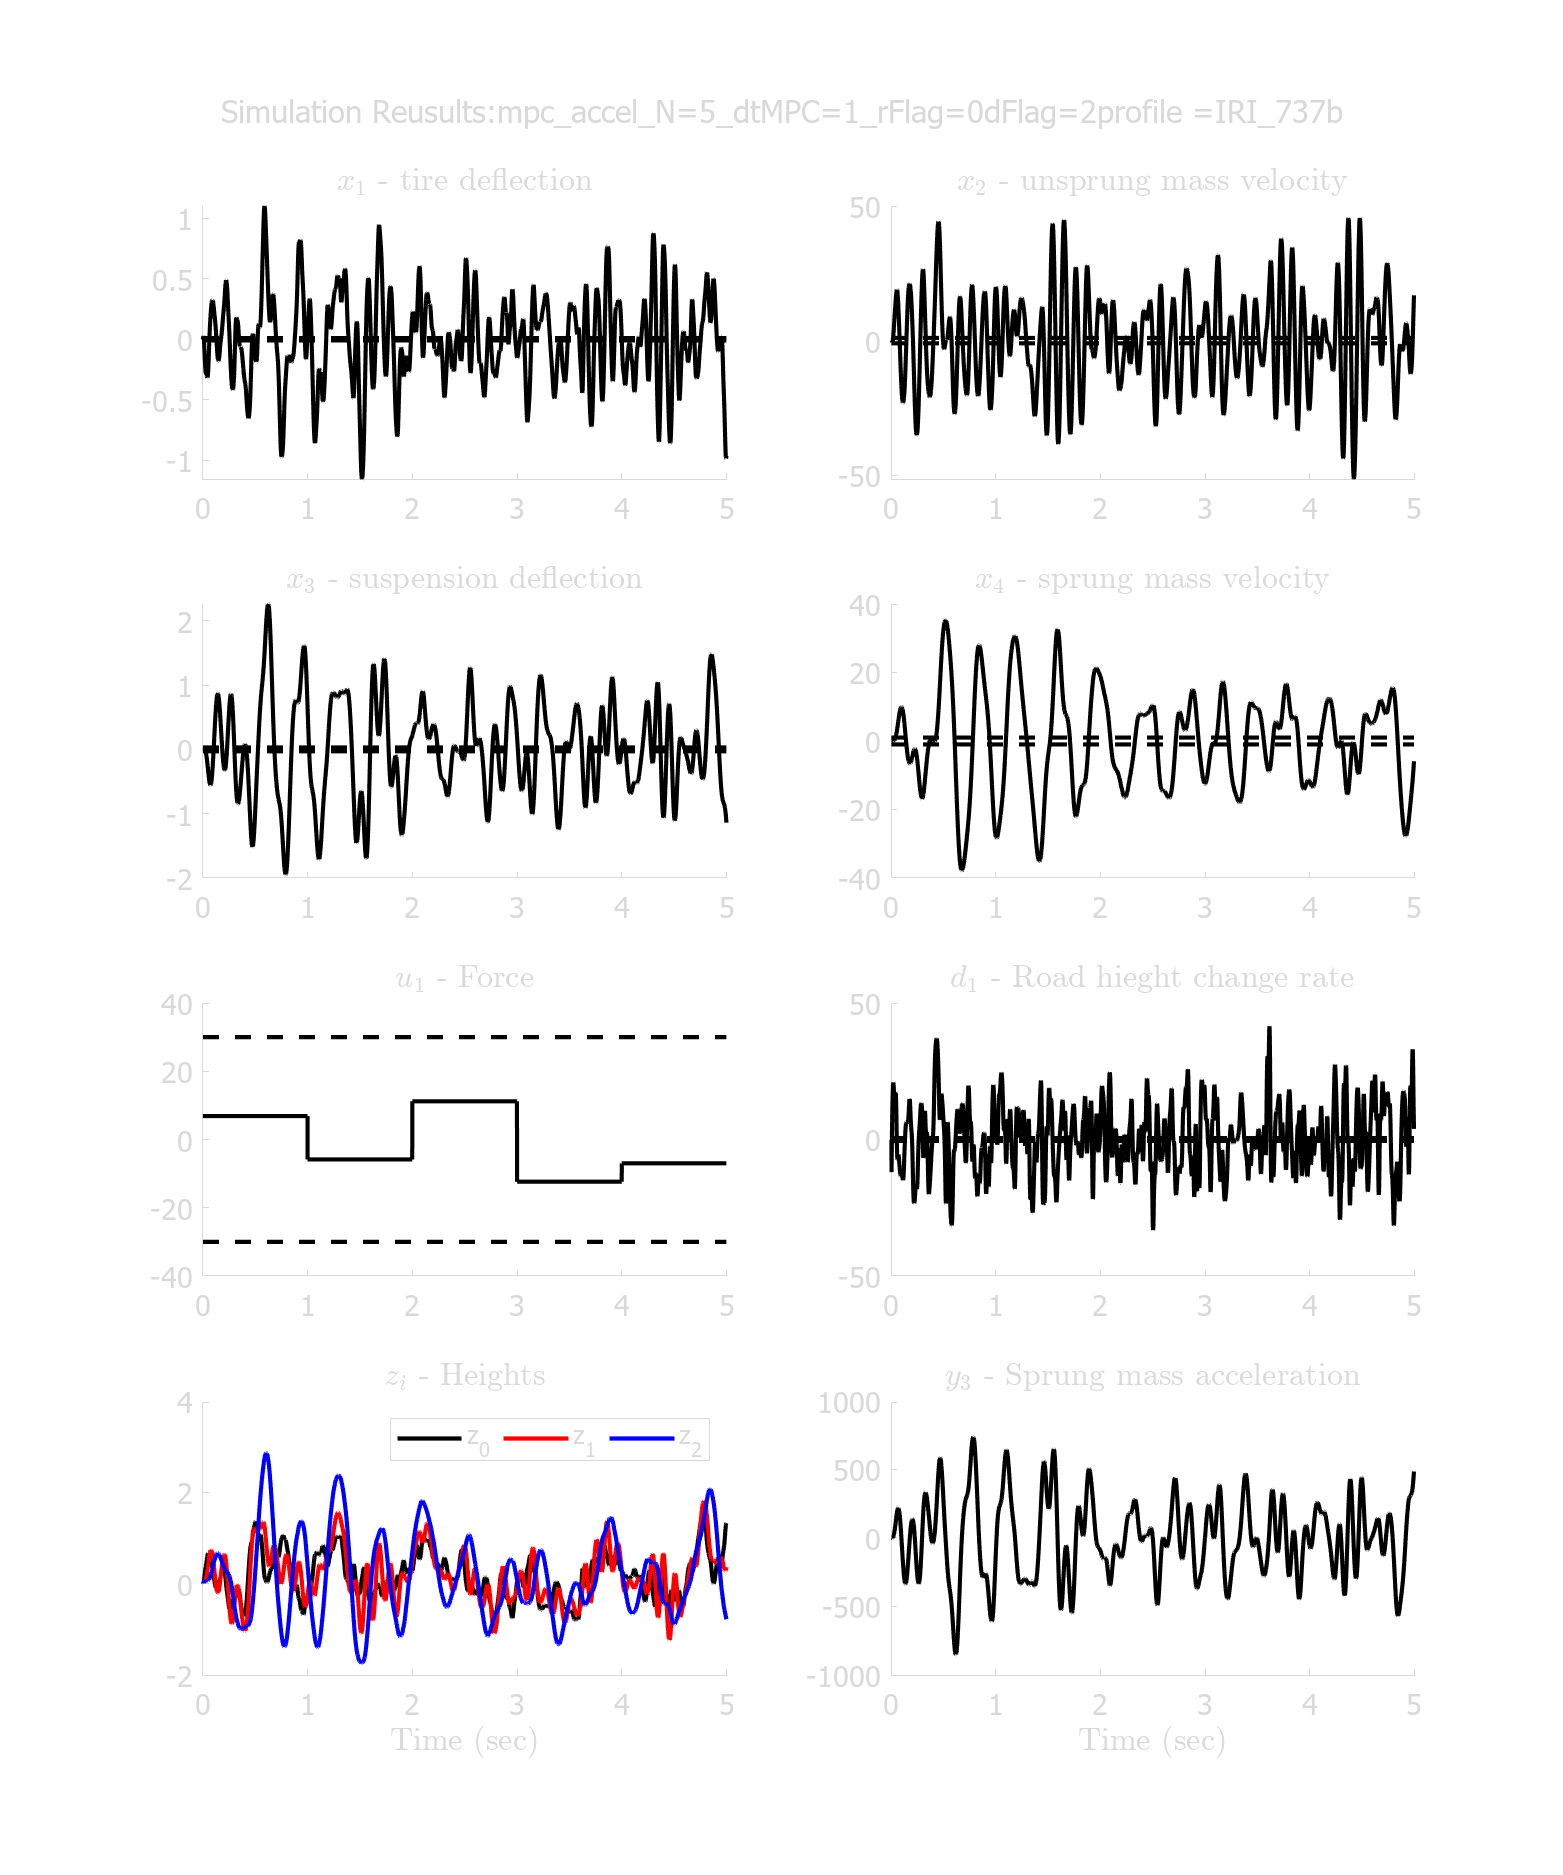 Simulation Reusults:mpc_accel_N=5_dtMPC=1_rFlag=0dFlag=2profile =IRI_737b
x1 - tire deflection
1
0.5
0
-0.5
-1
0 1 2 3 4 5
x2 - unsprung mass velocity
50
0
-50
0 1 2 3 4 5
x3 - suspension deflection
2
1
0
-1
-2
0 1 2 3 4 5
x4 - sprung mass velocity
40
20
0
-20
-40
0 1 2 3 4 5
u1 - Force
40
20
0
-20
-40
0 1 2 3 4 5
d1 - Road hieght change rate
50
0
-50
0 1 2 3 4 5
zi - Heights
z0 z1 z2
4
2
0
-2
0 1 2 3 4 5
Time (sec)
y3 - Sprung mass acceleration
1000
500
0
-500
-1000
0 1 2 3 4 5
Time (sec)